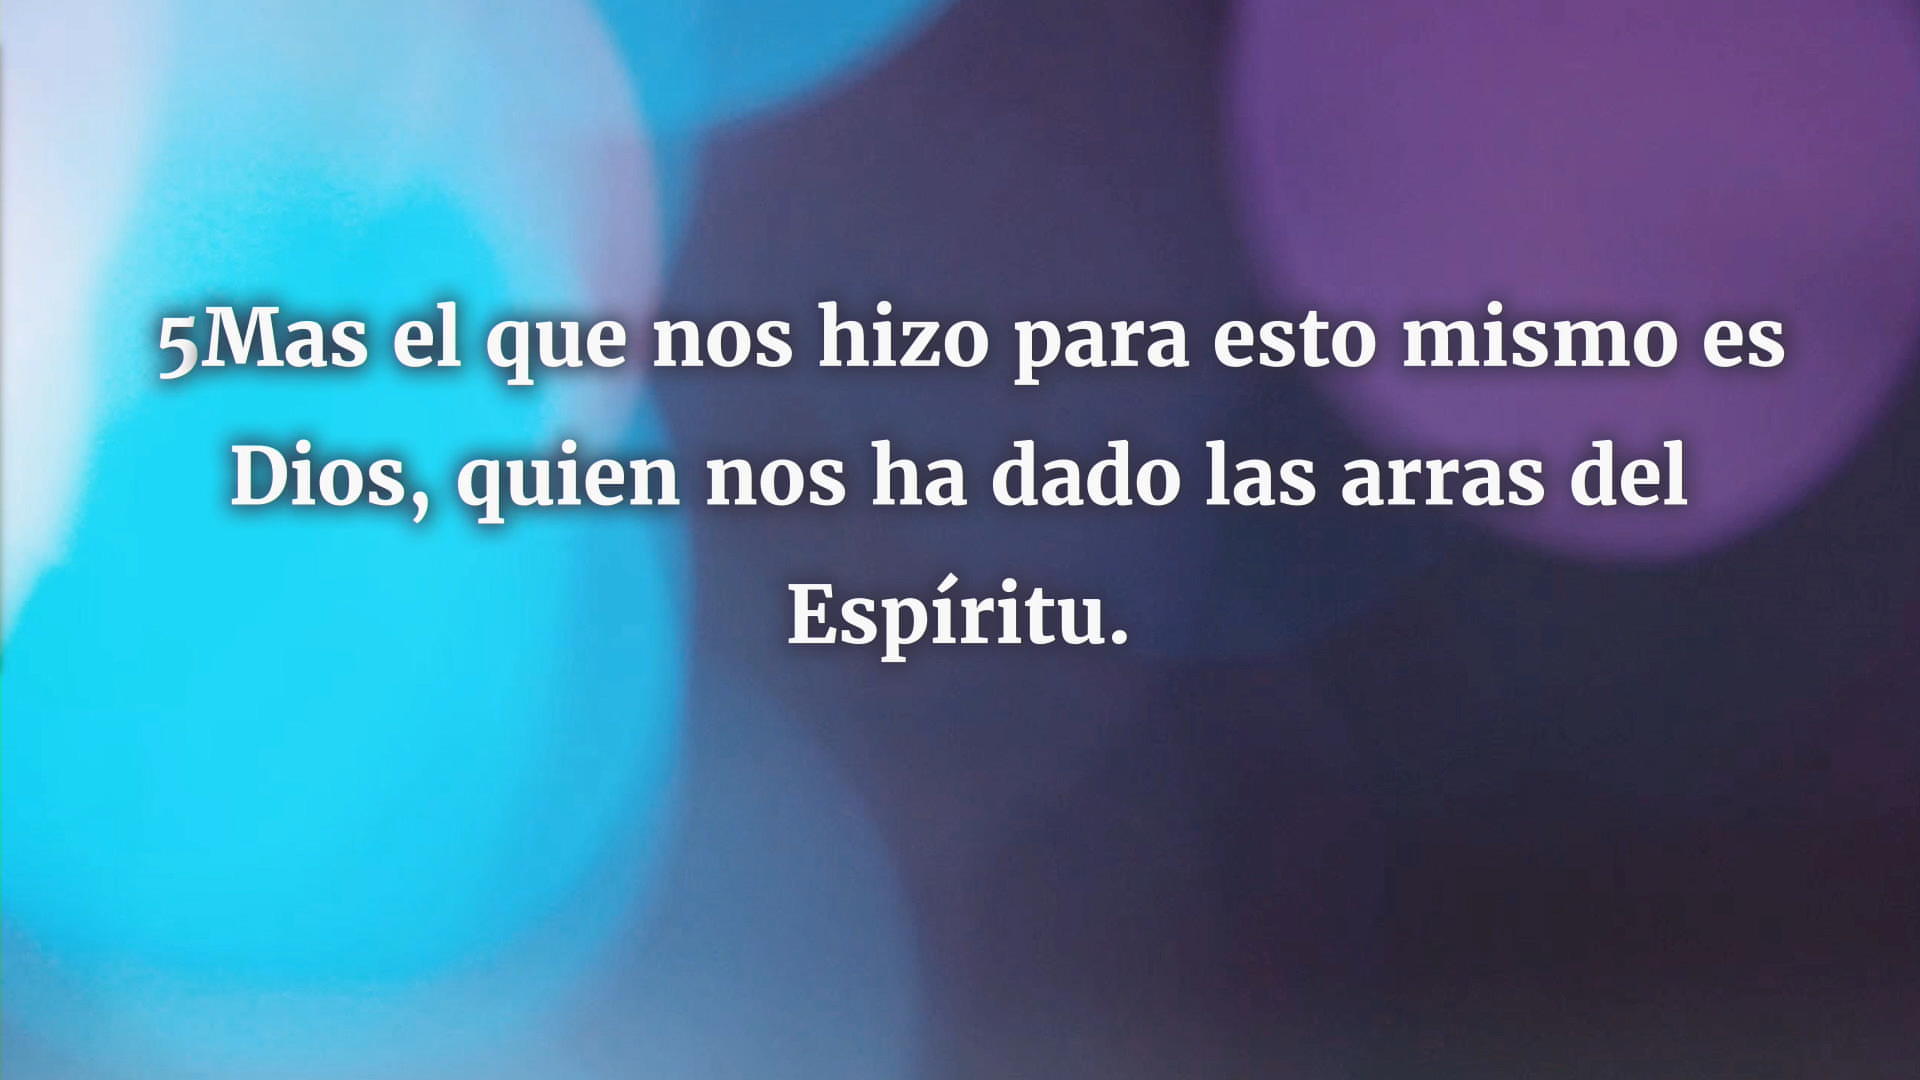 5Mas el que nos hizo para esto mismo es
Dios, quien nos ha dado las arras del
Espíritu.